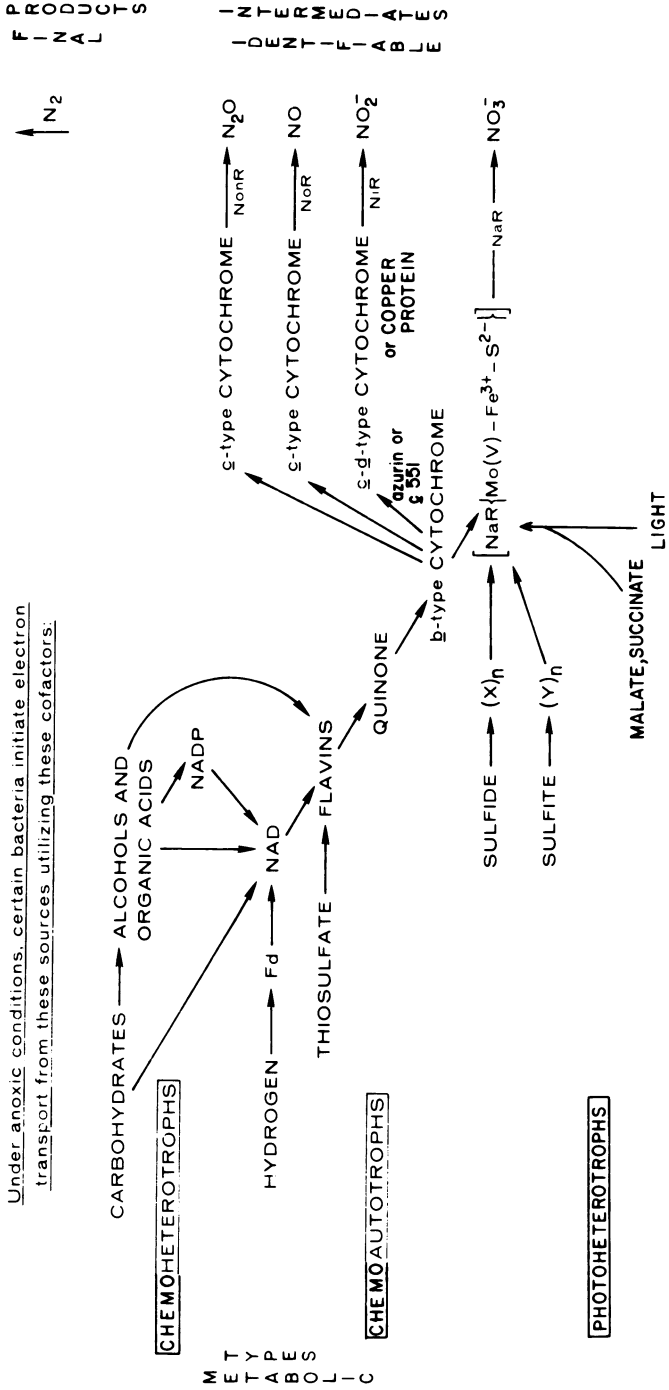 Under anoxic conditions, certain bacteria initiate electron
transport from these sources utilizing these cofactors:
METABOLIC
TYPES
FINAL
PRODUCTS
IDENTIFIABLE
INTERMEDIATES
N2
CHEMOHETEROTROPHS
CARBOHYDRATES
ALCOHOLS AND
ORGANIC ACIDS
NADP
HYDROGEN
Fd
NAD
c-type CYTOCHROME
NonR
N2O
c-type CYTOCHROME
NoR
NO
CHEMOAUTOTROPHS
THIOSULFATE
FLAVINS
QUINONE
c-d-type CYTOCHROME
or COPPER
PROTEIN
NiR
NO2-
azurin or
c 551
b-type CYTOCHROME
SULFIDE
(X)n
[NaR{Mo(V)-Fe3+-S2-}]
NaR
NO3-
SULFITE
(Y)n
PHOTOHETEROTROPHS
MALATE,SUCCINATE
LIGHT